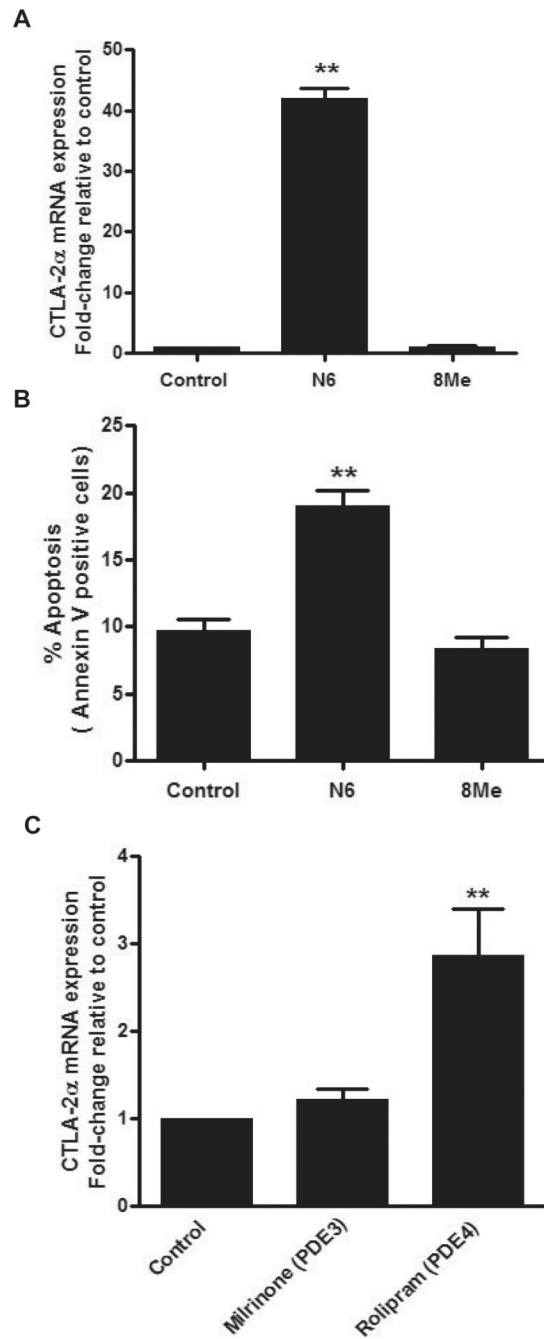 A
CTLA-2α mRNA expression
Fold-change relative to control
50
40
30
20
10
0
**
Control N6 8Me
B
% Apoptosis
( Annexin V positive cells)
25
20
15
10
5
0
**
Control N6 8Me
C
CTLA-2α mRNA expression
Fold-change relative to control
4
3
2
1
0
**
Control
Milrinone (PDE3)
Rolipram (PDE4)